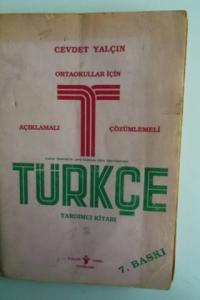 CEVDET YALÇIN
ORTAOKULLAR İÇİN
T
AÇIKLAMALI ÇÖZÜMLEMELİ
TÜRKÇE
YARDIMCI KİTABI
7. BASKI